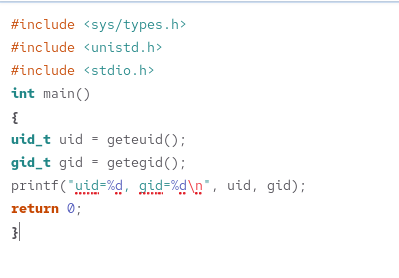 #include <sys/types.h>
#include <unistd.h>
#include <stdio.h>
int main()
{
uid_t uid = geteuid();
gid_t gid = getegid();
printf("uid=%d, gid=%d\n", uid, gid);
return 0;
}